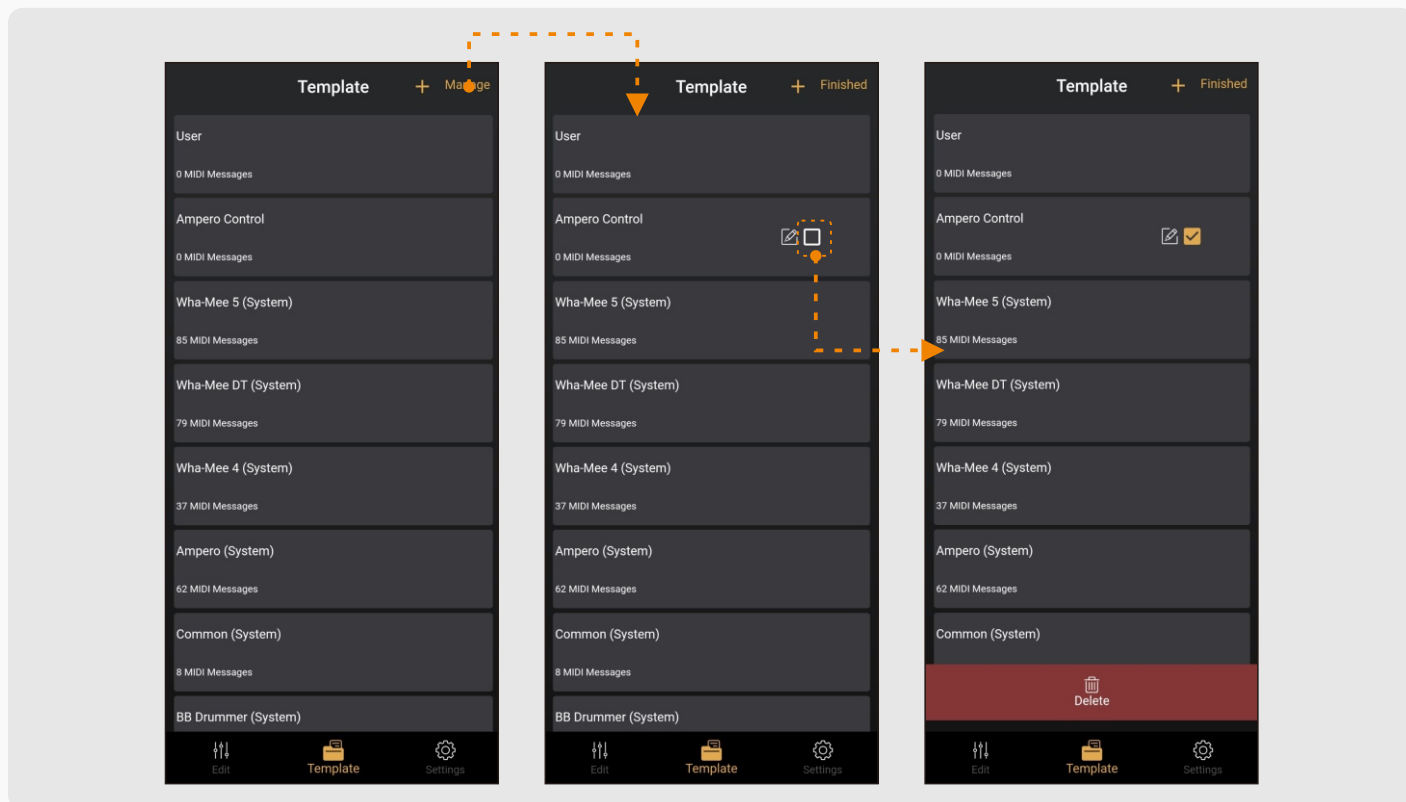 Template + Manage
User
0 MIDI Messages
Ampero Control
0 MIDI Messages
Wha-Mee 5 (System)
85 MIDI Messages
Wha-Mee DT (System)
79 MIDI Messages
Wha-Mee 4 (System)
37 MIDI Messages
Ampero (System)
62 MIDI Messages
Common (System)
8 MIDI Messages
BB Drummer (System)
Edit Template Settings
Template + Finished
User
0 MIDI Messages
Ampero Control
0 MIDI Messages
Wha-Mee 5 (System)
85 MIDI Messages
Wha-Mee DT (System)
79 MIDI Messages
Wha-Mee 4 (System)
37 MIDI Messages
Ampero (System)
62 MIDI Messages
Common (System)
8 MIDI Messages
BB Drummer (System)
Edit Template Settings
Template + Finished
User
0 MIDI Messages
Ampero Control
0 MIDI Messages
Wha-Mee 5 (System)
85 MIDI Messages
Wha-Mee DT (System)
79 MIDI Messages
Wha-Mee 4 (System)
37 MIDI Messages
Ampero (System)
62 MIDI Messages
Common (System)
Delete
Edit Template Settings